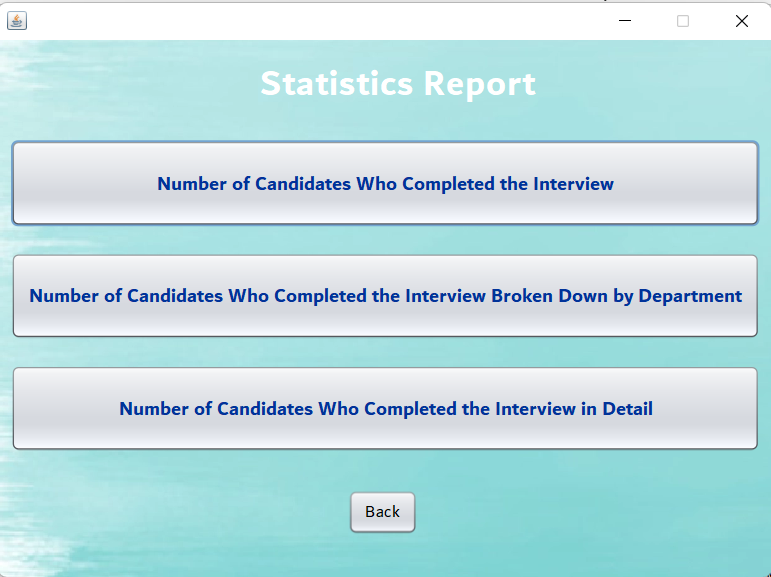 Statistics Report
Number of Candidates Who Completed the Interview
Number of Candidates Who Completed the Interview Broken Down by Department
Number of Candidates Who Completed the Interview in Detail
Back